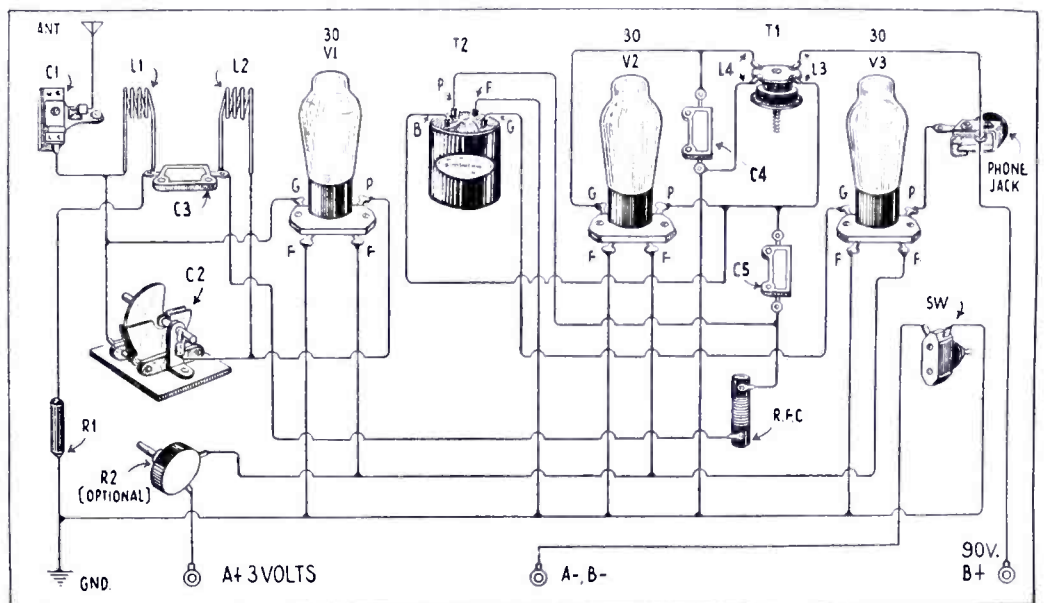 ANT
C1
L1
L2
30
V1
T2
P
F
B
G
30
V2
T1
L4
L3
30
V3
PHONE
JACK
C3
G
P
F
F
G
P
F
F
C4
C5
G
P
F
F
C2
SW
R1
R.F.C
R2
(OPTIONAL)
GND.
A+ 3 VOLTS
A-, B-
90V.
B+